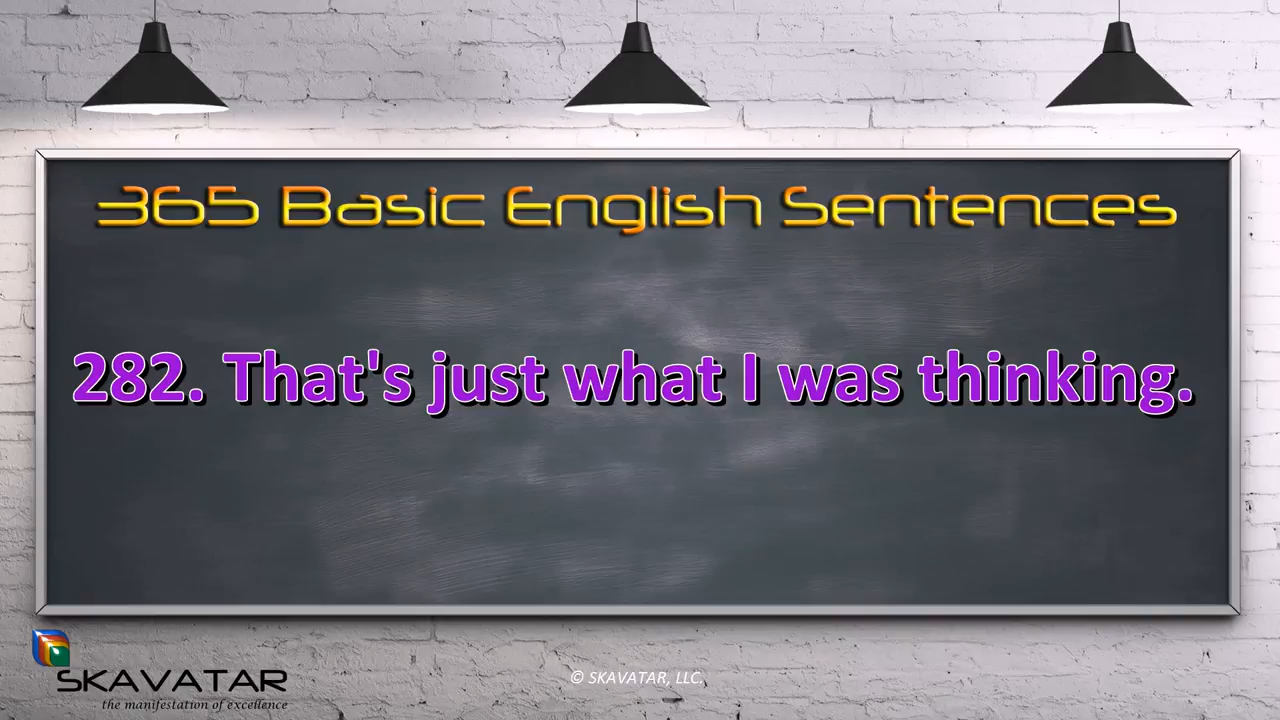 365 Basic English Sentences
282. That's just what I was thinking.
SKAVATAR
the manifestation of excellence
© SKAVATAR, LLC.